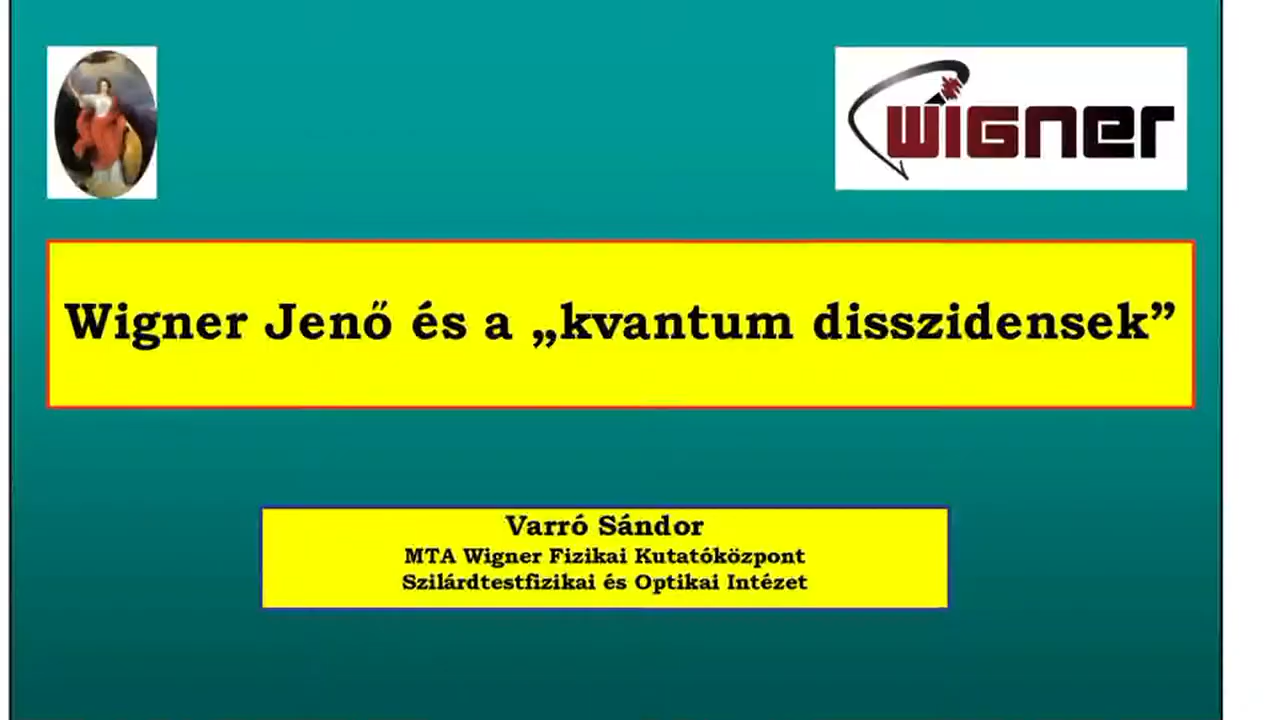 wigner
Wigner Jenő és a „kvantum disszidensek”
Varró Sándor
MTA Wigner Fizikai Kutatóközpont
Szilárdtestfizikai és Optikai Intézet